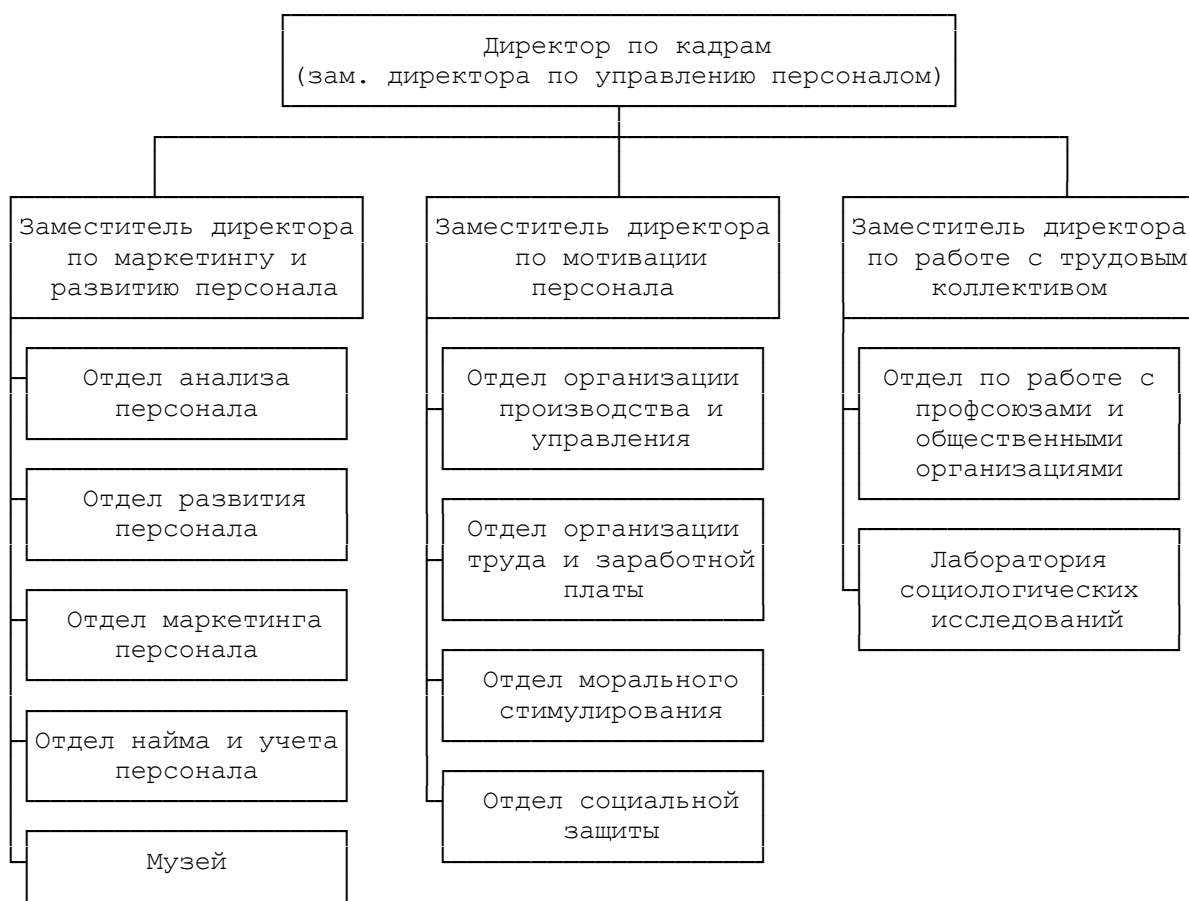 Директор по кадрам
(зам. директора по управлению персоналом)
Заместитель директора
по маркетингу и
развитию персонала
Отдел анализа
персонала
Отдел развития
персонала
Отдел маркетинга
персонала
Отдел найма и учета
персонала
Музей
Заместитель директора
по мотивации
персонала
Отдел организации
производства и
управления
Отдел организации
труда и заработной
платы
Отдел морального
стимулирования
Отдел социальной
защиты
Заместитель директора
по работе с трудовым
коллективом
Отдел по работе с
профсоюзами и
общественными
организациями
Лаборатория
социологических
исследований